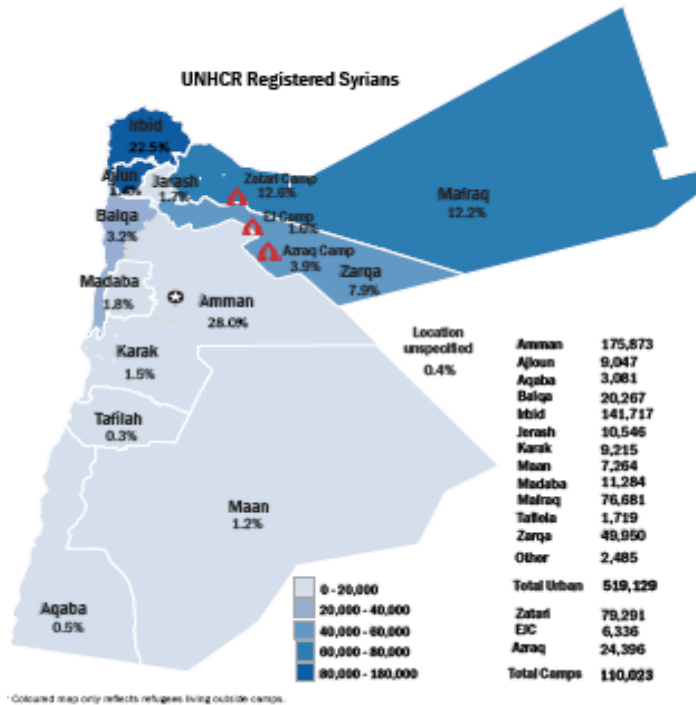 UNHCR Registered Syrians
Irbid
22.5%
Ajlun
1.4%
Jarash
1.7%
Zatari Camp
12.6%
Mafraq
12.2%
Balqa
3.2%
EJ Camp
1.0%
Azraq Camp
3.9%
Zarqa
7.9%
Madaba
1.8%
Amman
28.0%
Karak
1.5%
Location
unspecified
0.4%
Tafilah
0.3%
Maan
1.2%
Aqaba
0.5%
Amman 175,873
Ajloun 9,047
Aqaba 3,081
Balqa 20,267
Irbid 141,717
Jerash 10,546
Karak 9,215
Maan 7,264
Madaba 11,284
Mafraq 76,681
Tafiela 1,719
Zarqa 49,950
Other 2,485
Total Urban 519,129
Zatari 79,291
EJC 6,336
Azraq 24,396
Total Camps 110,023
0 - 20,000
20,000 - 40,000
40,000 - 60,000
60,000 - 80,000
80,000 - 180,000
* Coloured map only reflects refugees living outside camps.